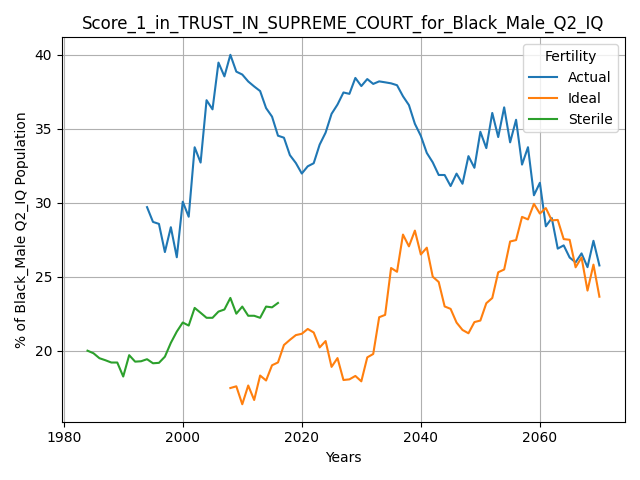 Score_1_in_TRUST_IN_SUPREME_COURT_for_Black_Male_Q2_IQ
Fertility
Actual
Ideal
Sterile
% of Black_Male Q2_IQ Population
40
35
30
25
20
1980
2000
2020
2040
2060
Years